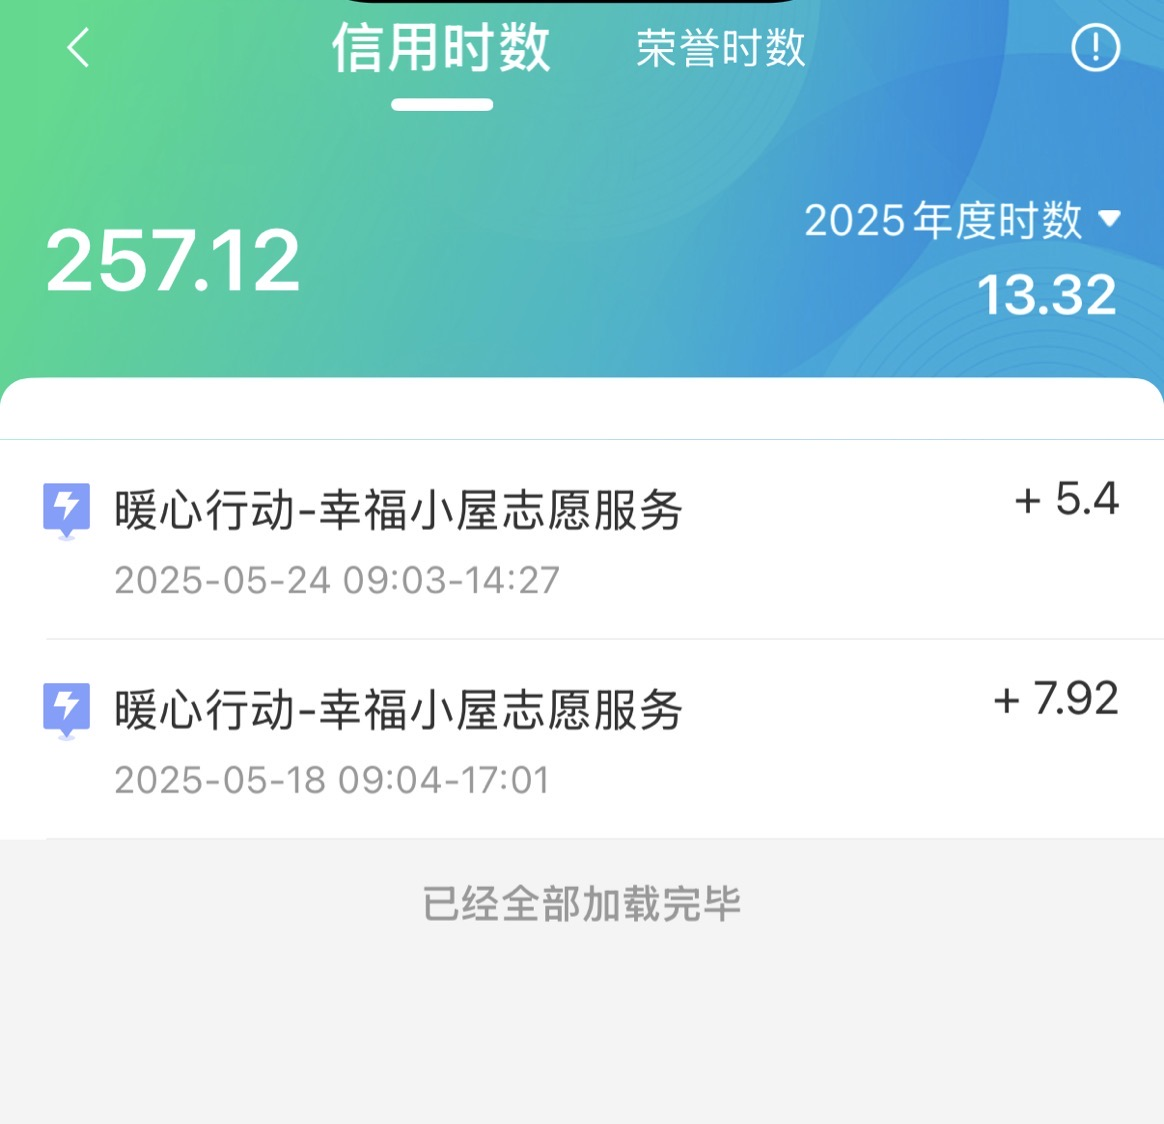 信用时数 荣誉时数
2025年度时数
257.12
13.32
暖心行动-幸福小屋志愿服务 + 5.4
2025-05-24 09:03-14:27
暖心行动-幸福小屋志愿服务 + 7.92
2025-05-18 09:04-17:01
已经全部加载完毕